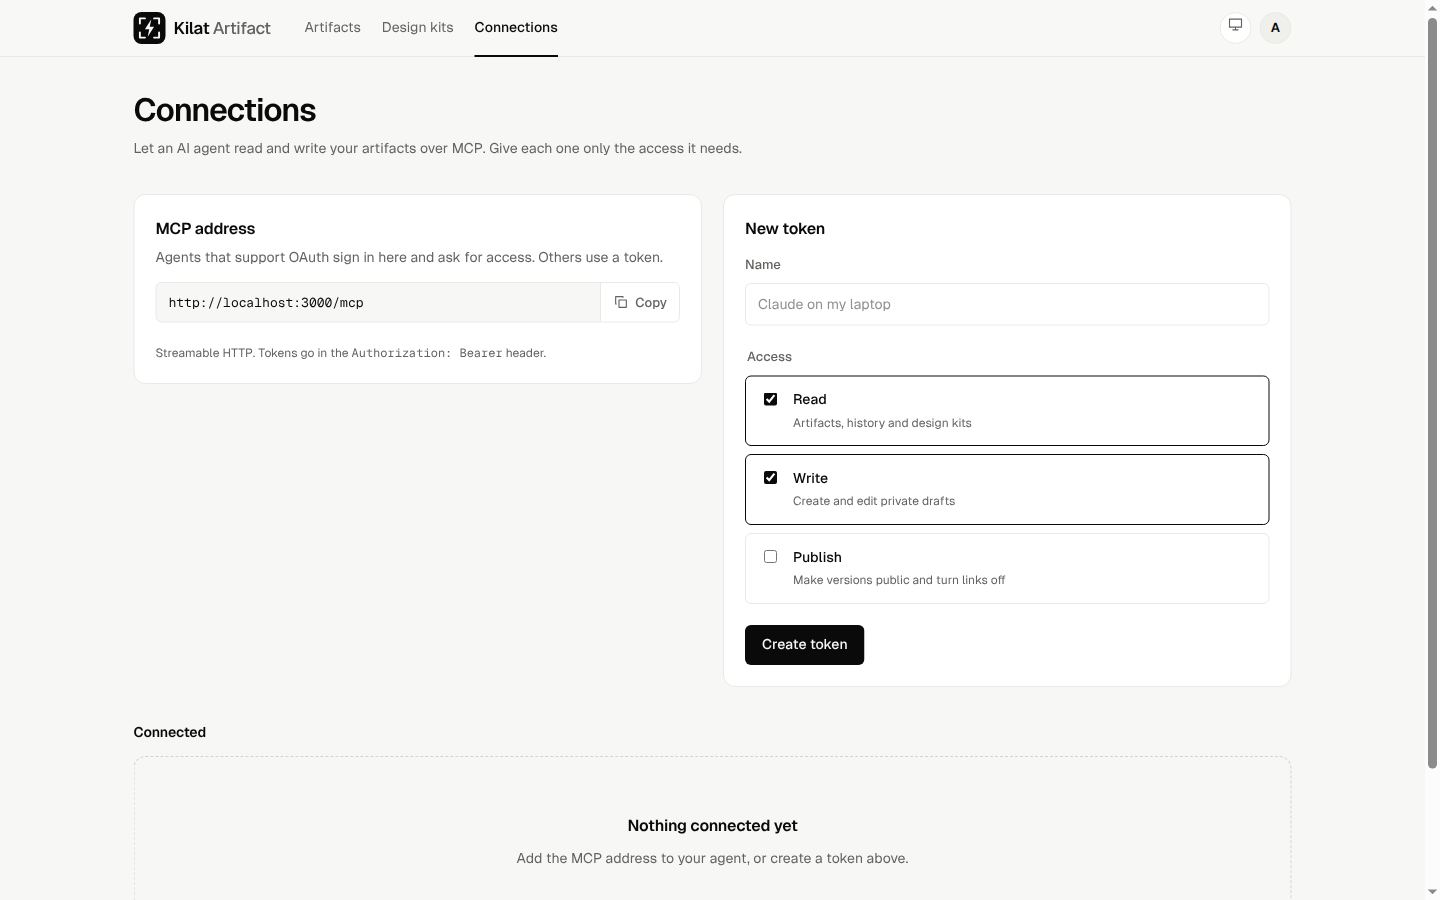 Kilat Artifact
Artifacts
Design kits
Connections
A
Connections
Let an AI agent read and write your artifacts over MCP. Give each one only the access it needs.
MCP address
Agents that support OAuth sign in here and ask for access. Others use a token.
http://localhost:3000/mcp
Copy
Streamable HTTP. Tokens go in the Authorization: Bearer header.
New token
Name
Claude on my laptop
Access
Read
Artifacts, history and design kits
Write
Create and edit private drafts
Publish
Make versions public and turn links off
Create token
Connected
Nothing connected yet
Add the MCP address to your agent, or create a token above.